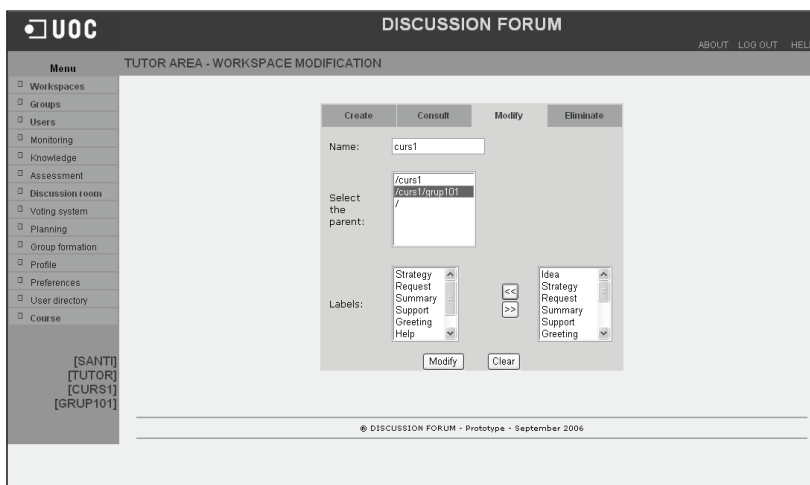 UOC
DISCUSSION FORUM
ABOUT LOG OUT HELP
Menu
TUTOR AREA - WORKSPACE MODIFICATION
Workspaces
Groups
Users
Monitoring
Knowledge
Assessment
Discussion room
Voting system
Planning
Group formation
Profile
Preferences
User directory
Course
[SANTI]
[TUTOR]
[CURS1]
[GRUP101]
Create Consult Modify Eliminate
Name: curs1
Select the parent:
/curs1
/curs1/grup101
/
Labels:
Strategy
Request
Summary
Support
Greeting
Help
<<
>>
Idea
Strategy
Request
Summary
Support
Greeting
Modify Clear
® DISCUSSION FORUM - Prototype - September 2006